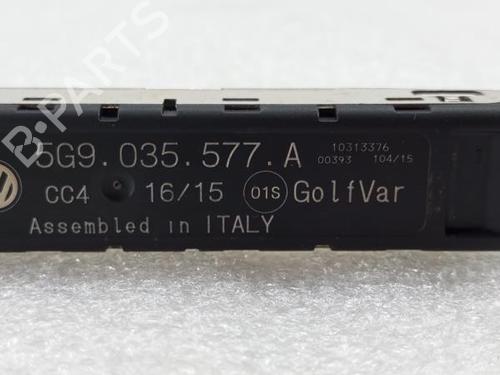 B-PARTS
5G9.035.577.A
10313376
00393 104/15
CC4 16/15 01S GolfVar
Assembled in ITALY